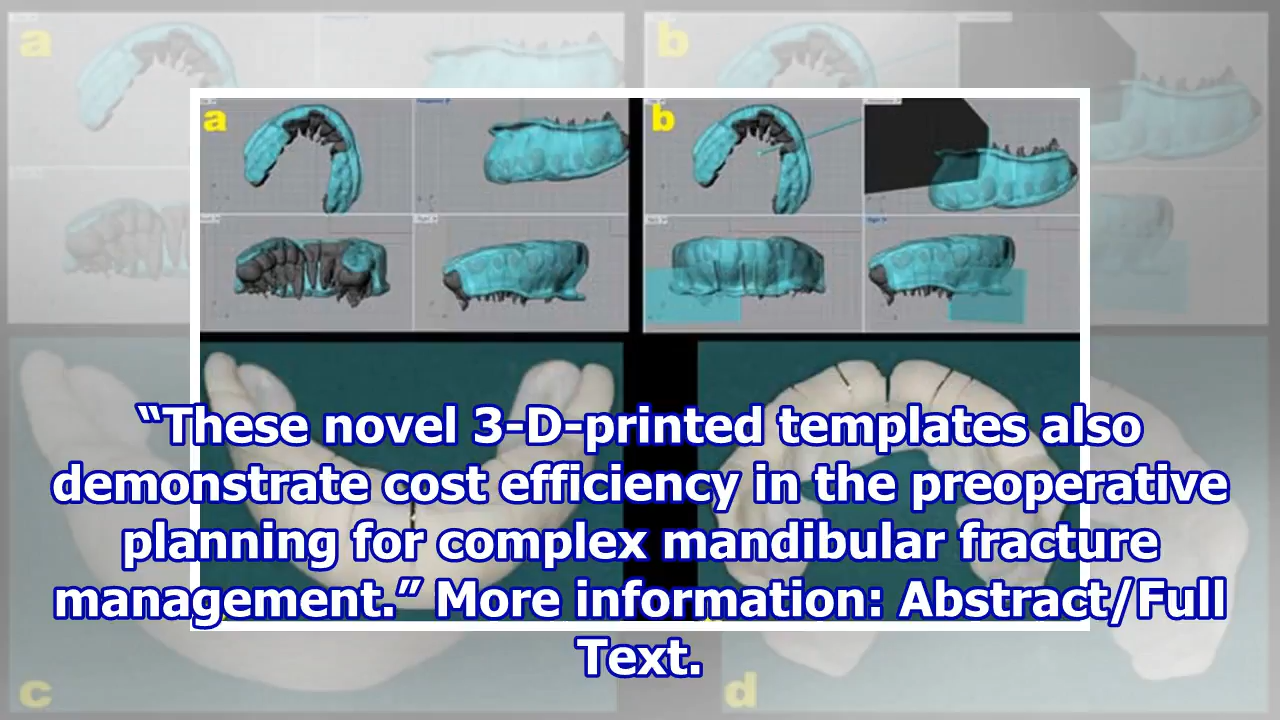 a
b
a
b
“These novel 3-D-printed templates also
demonstrate cost efficiency in the preoperative
planning for complex mandibular fracture
management.” More information: Abstract/Full
Text.
c
d